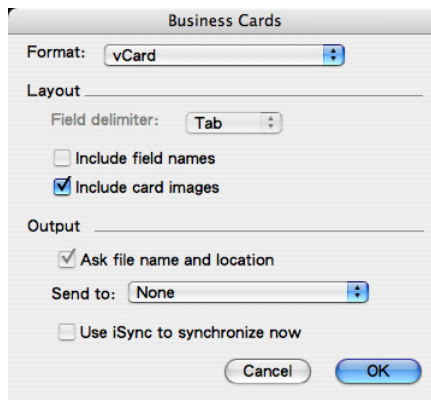 Business Cards
Format: vCard
Layout
Field delimiter: Tab
Include field names
Include card images
Output
Ask file name and location
Send to: None
Use iSync to synchronize now
Cancel OK